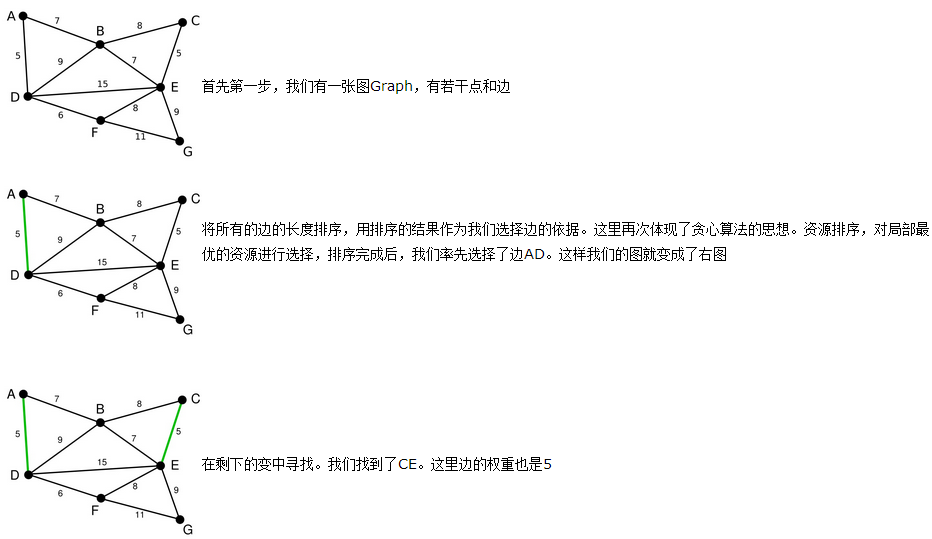 A
7
B
8
C
5
9
7
5
D
15
E
6
8
9
F
11
G
首先第一步，我们有一张图Graph，有若干点和边
A
7
B
8
C
5
9
7
5
D
15
E
6
8
9
F
11
G
将所有的边的长度排序，用排序的结果作为我们选择边的依据。这里再次体现了贪心算法的思想。资源排序，对局部最
优的资源进行选择，排序完成后，我们率先选择了边AD。这样我们的图就变成了右图
A
7
B
8
C
5
9
7
5
D
15
E
6
8
9
F
11
G
在剩下的变中寻找。我们找到了CE。这里边的权重也是5